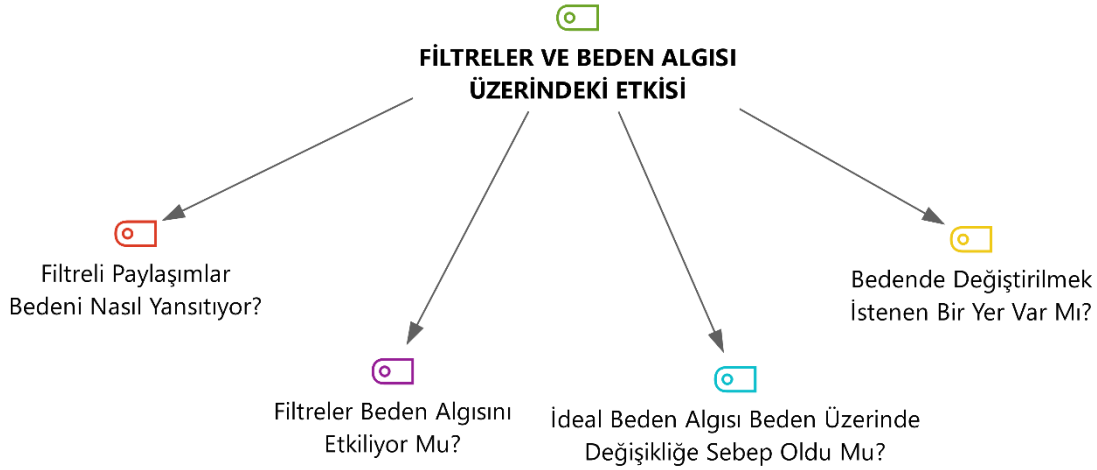 FİLTRELER VE BEDEN ALGISI
ÜZERİNDEKİ ETKİSİ
Filtreli Paylaşımlar
Bedeni Nasıl Yansıtıyor?
Filtreler Beden Algısını
Etkiliyor Mu?
İdeal Beden Algısı Beden Üzerinde
Değişikliğe Sebep Oldu Mu?
Bedende Değiştirilmek
İstenen Bir Yer Var Mı?